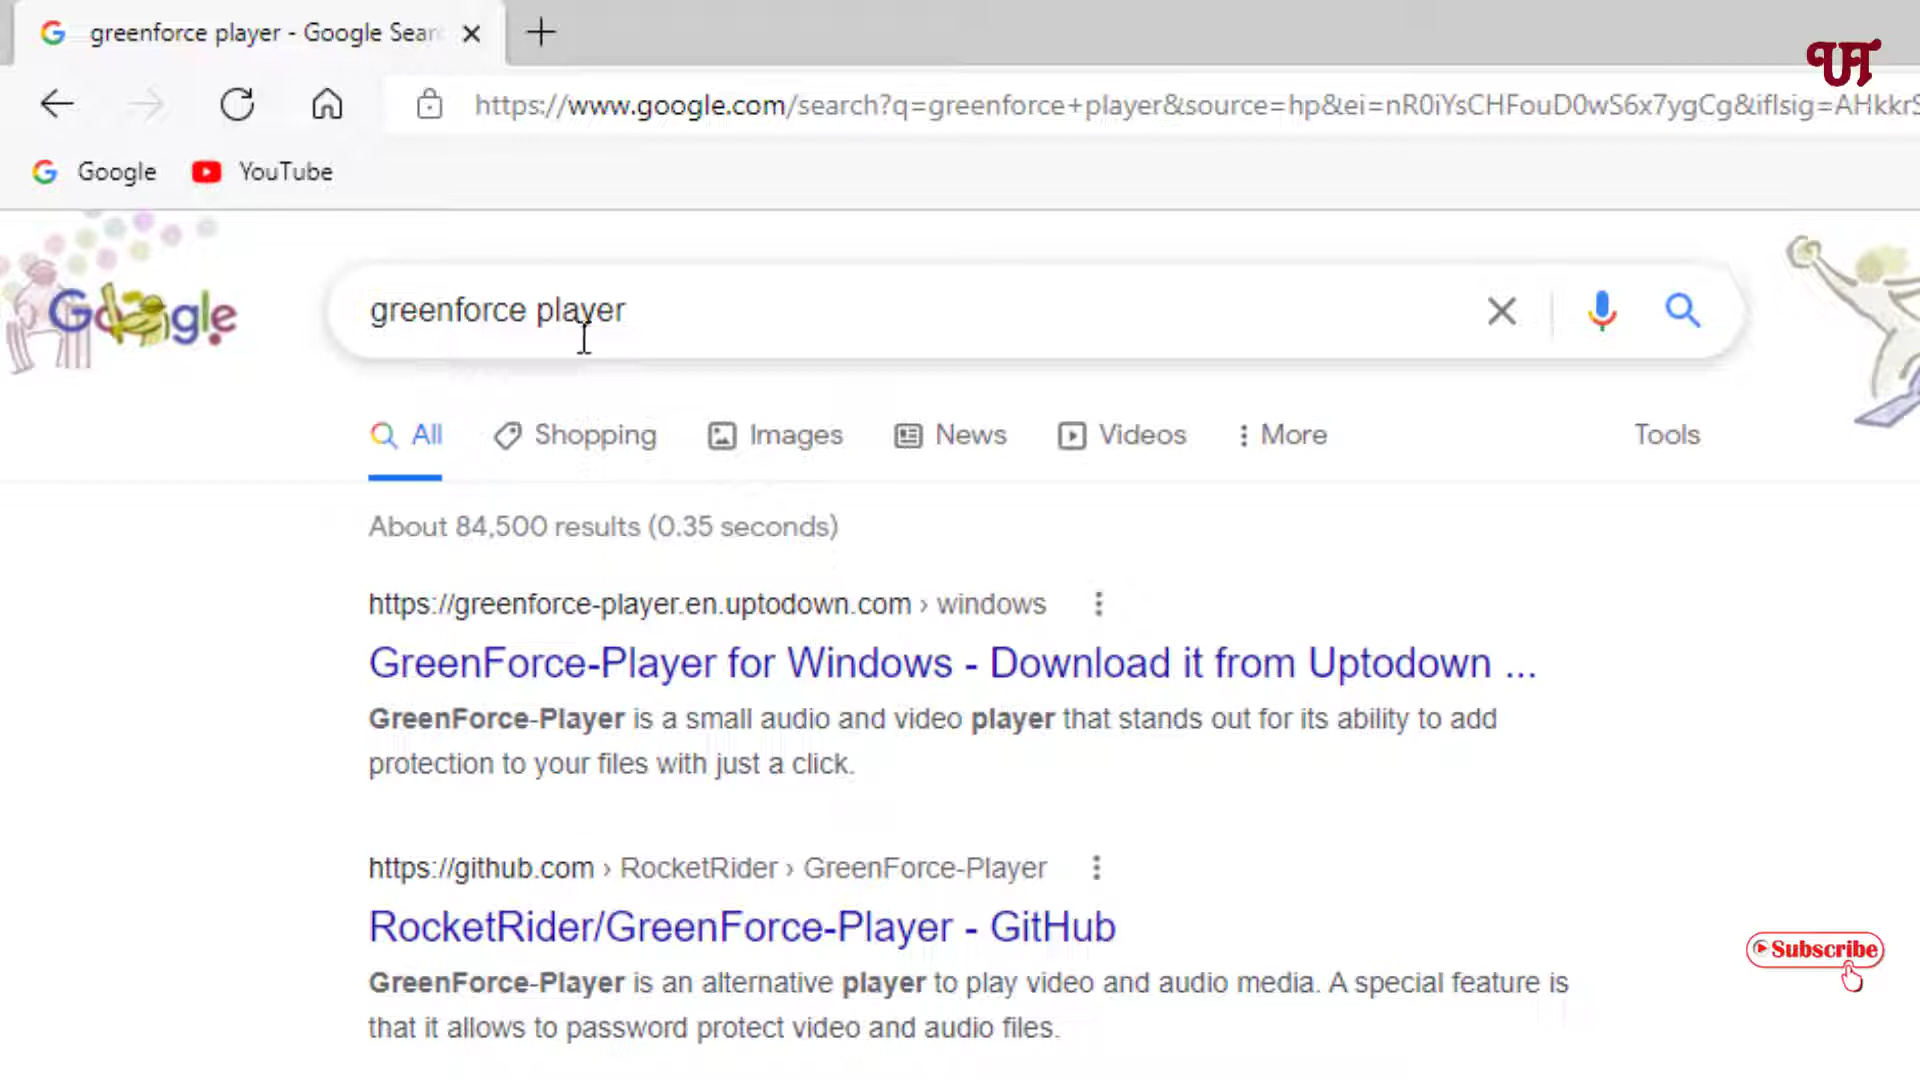 greenforce player - Google Sear
UT
https://www.google.com/search?q=greenforce+player&source=hp&ei=nR0iYsCHFouD0wS6x7ygCg&iflsig=AHkkrS
Google YouTube
Google
greenforce player
All Shopping Images News Videos More Tools
About 84,500 results (0.35 seconds)
https://greenforce-player.en.uptodown.com › windows
GreenForce-Player for Windows - Download it from Uptodown ...
GreenForce-Player is a small audio and video player that stands out for its ability to add
protection to your files with just a click.
https://github.com › RocketRider › GreenForce-Player
RocketRider/GreenForce-Player - GitHub
Subscribe
GreenForce-Player is an alternative player to play video and audio media. A special feature is
that it allows to password protect video and audio files.